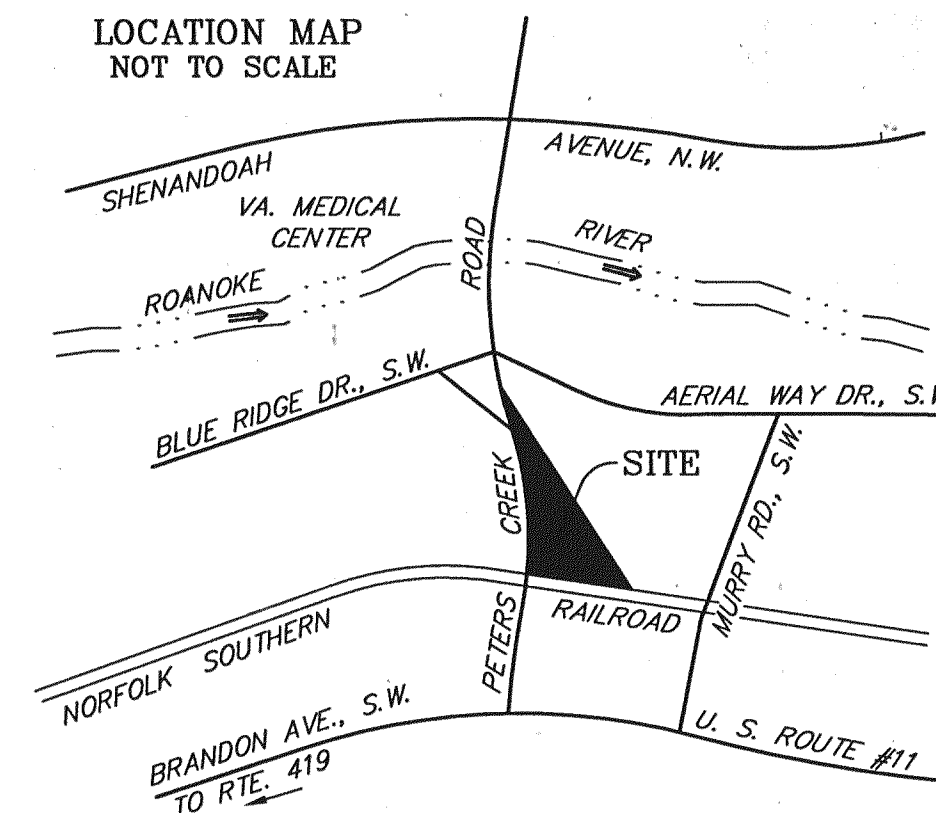 LOCATION MAP
NOT TO SCALE
SHENANDOAH
AVENUE, N.W.
VA. MEDICAL
CENTER
ROAD
RIVER
ROANOKE
BLUE RIDGE DR., S.W.
AERIAL WAY DR., S.W
CREEK
SITE
MURRY RD., S.W.
PETERS
RAILROAD
NORFOLK SOUTHERN
BRANDON AVE., S.W.
TO RTE. 419
U. S. ROUTE #11